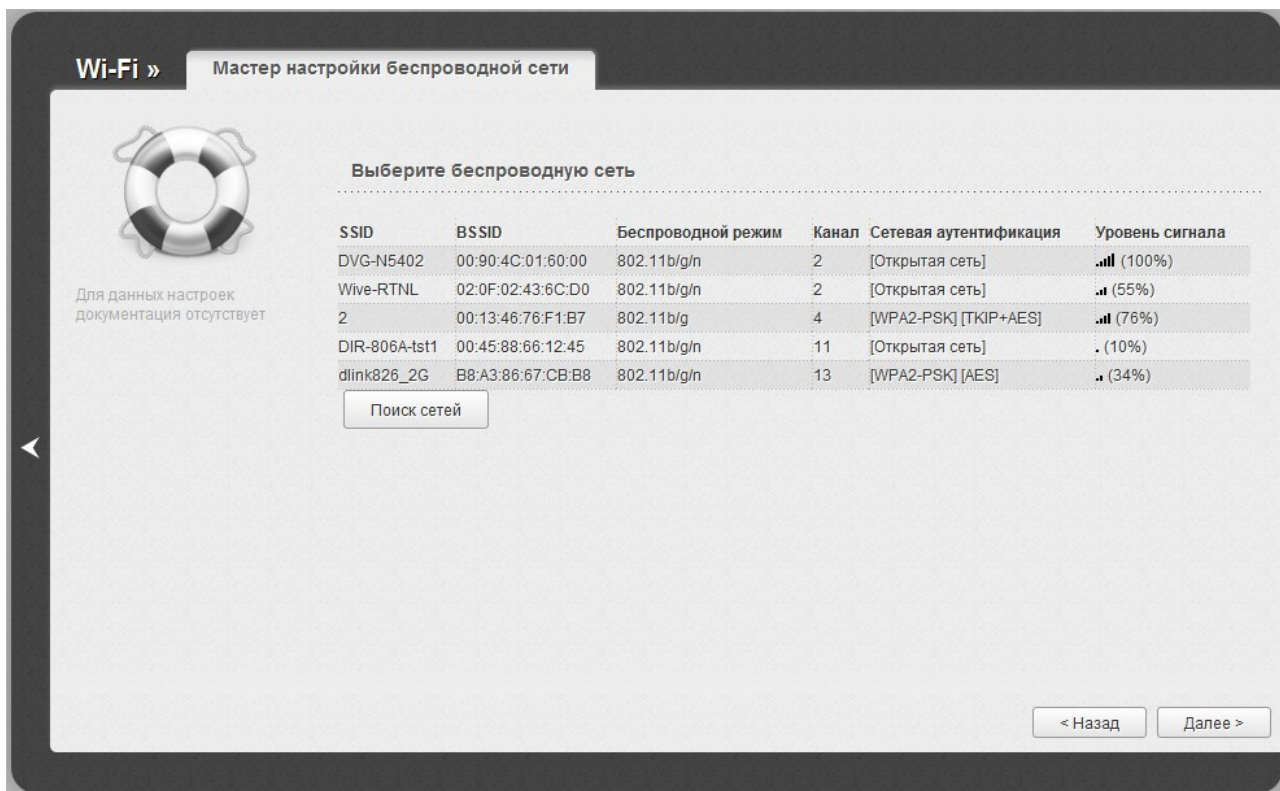 Wi-Fi »
Мастер настройки беспроводной сети
Для данных настроек
документация отсутствует
Выберите беспроводную сеть
SSID BSSID Беспроводной режим Канал Сетевая аутентификация Уровень сигнала
DVG-N5402 00:90:4C:01:60:00 802.11b/g/n 2 [Открытая сеть] (100%)
Wive-RTNL 02:0F:02:43:6C:D0 802.11b/g/n 2 [Открытая сеть] (55%)
2 00:13:46:76:F1:B7 802.11b/g 4 [WPA2-PSK] [TKIP+AES] (76%)
DIR-806A-tst1 00:45:88:66:12:45 802.11b/g/n 11 [Открытая сеть] (10%)
dlink826_2G B8:A3:86:67:CB:B8 802.11b/g/n 13 [WPA2-PSK] [AES] (34%)
Поиск сетей
< Назад
Далее >